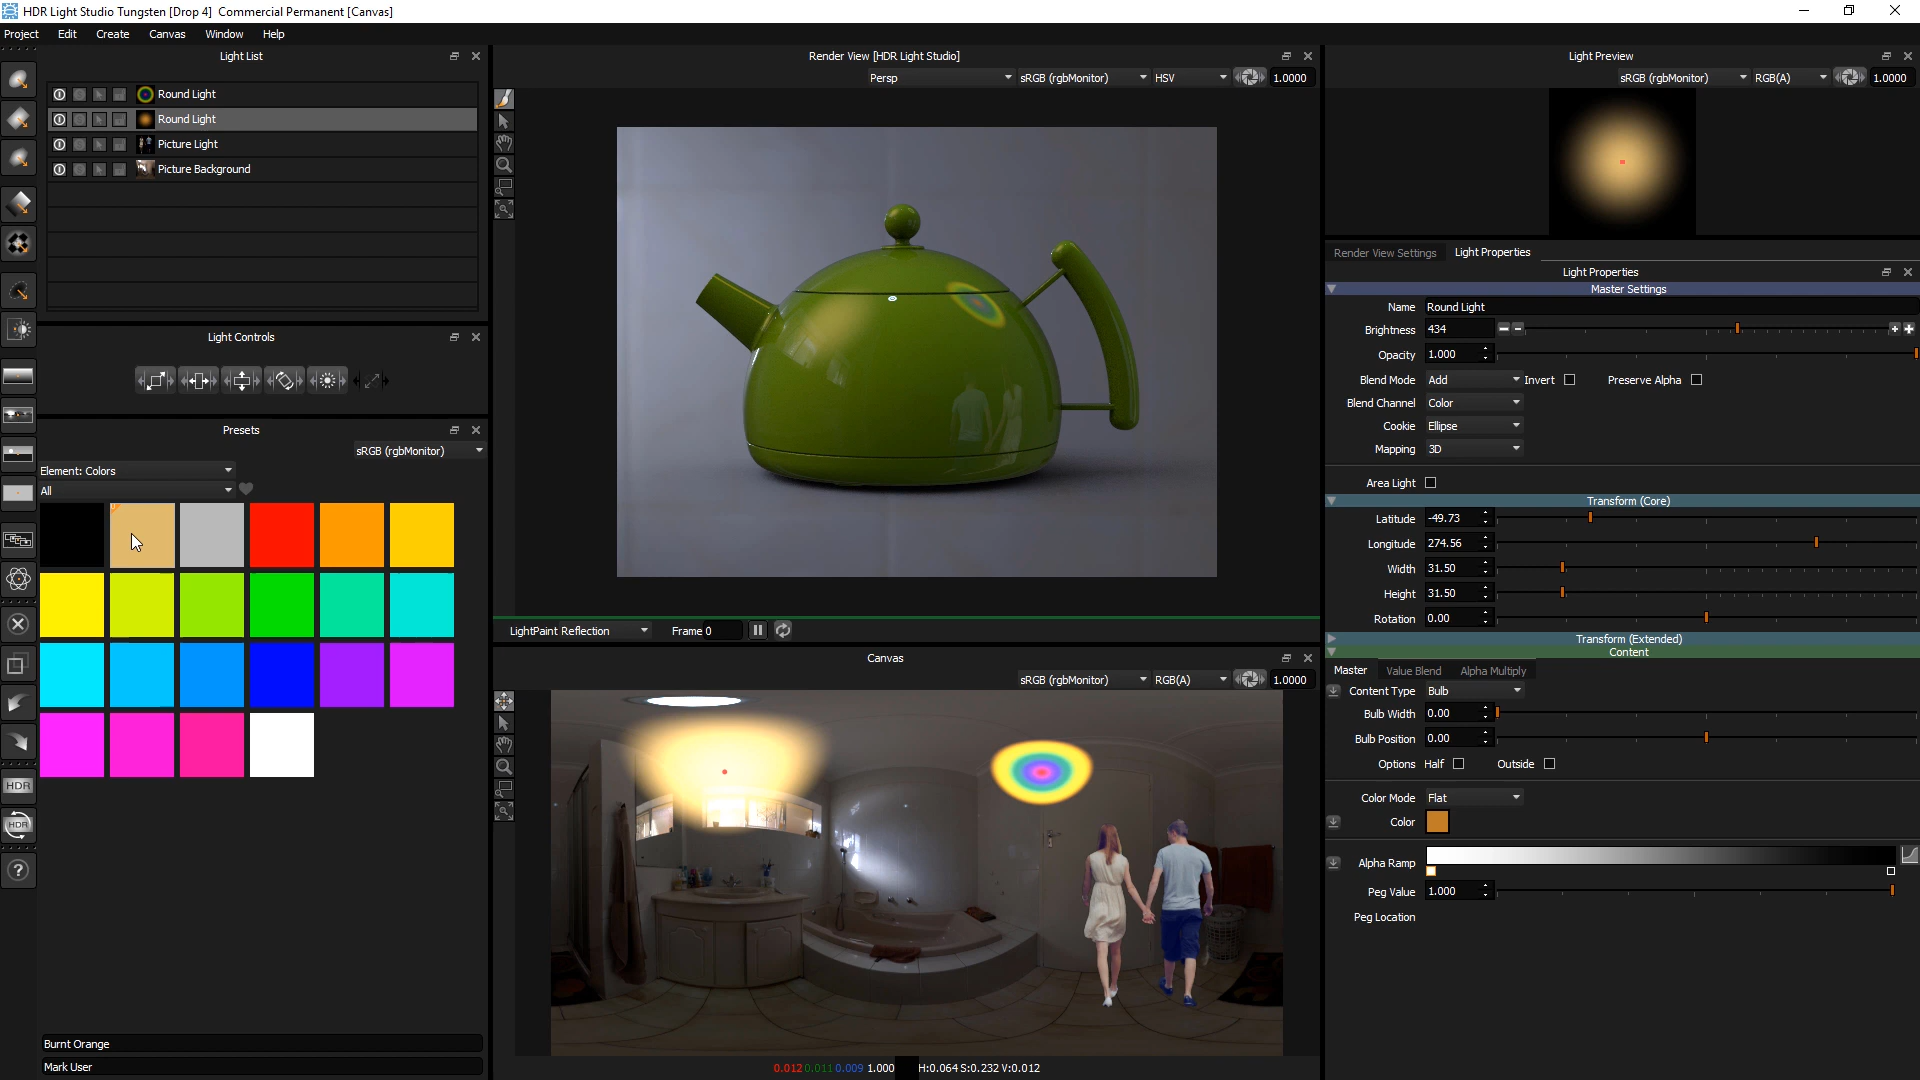 HDR Light Studio Tungsten [Drop 4]  Commercial Permanent [Canvas]
Project Edit Create Canvas Window Help
Light List
Round Light
Round Light
Picture Light
Picture Background
Light Controls
Presets
sRGB (rgbMonitor)
Element: Colors
All
Burnt Orange
Mark User
HDR
HDR
?
Render View [HDR Light Studio]
Persp sRGB (rgbMonitor) HSV 1.0000
LightPaint Reflection Frame 0
Canvas
sRGB (rgbMonitor) RGB(A) 1.0000
0.012 0.011 0.009 1.000 H:0.064 S:0.232 V:0.012
Light Preview
sRGB (rgbMonitor) RGB(A) 1.0000
Render View Settings Light Properties
Light Properties
Master Settings
Name Round Light
Brightness 434
Opacity 1.000
Blend Mode Add Invert Preserve Alpha
Blend Channel Color
Cookie Ellipse
Mapping 3D
Area Light
Transform (Core)
Latitude -49.73
Longitude 274.56
Width 31.50
Height 31.50
Rotation 0.00
Transform (Extended)
Content
Master Value Blend Alpha Multiply
Content Type Bulb
Bulb Width 0.00
Bulb Position 0.00
Options Half Outside
Color Mode Flat
Color
Alpha Ramp
Peg Value 1.000
Peg Location